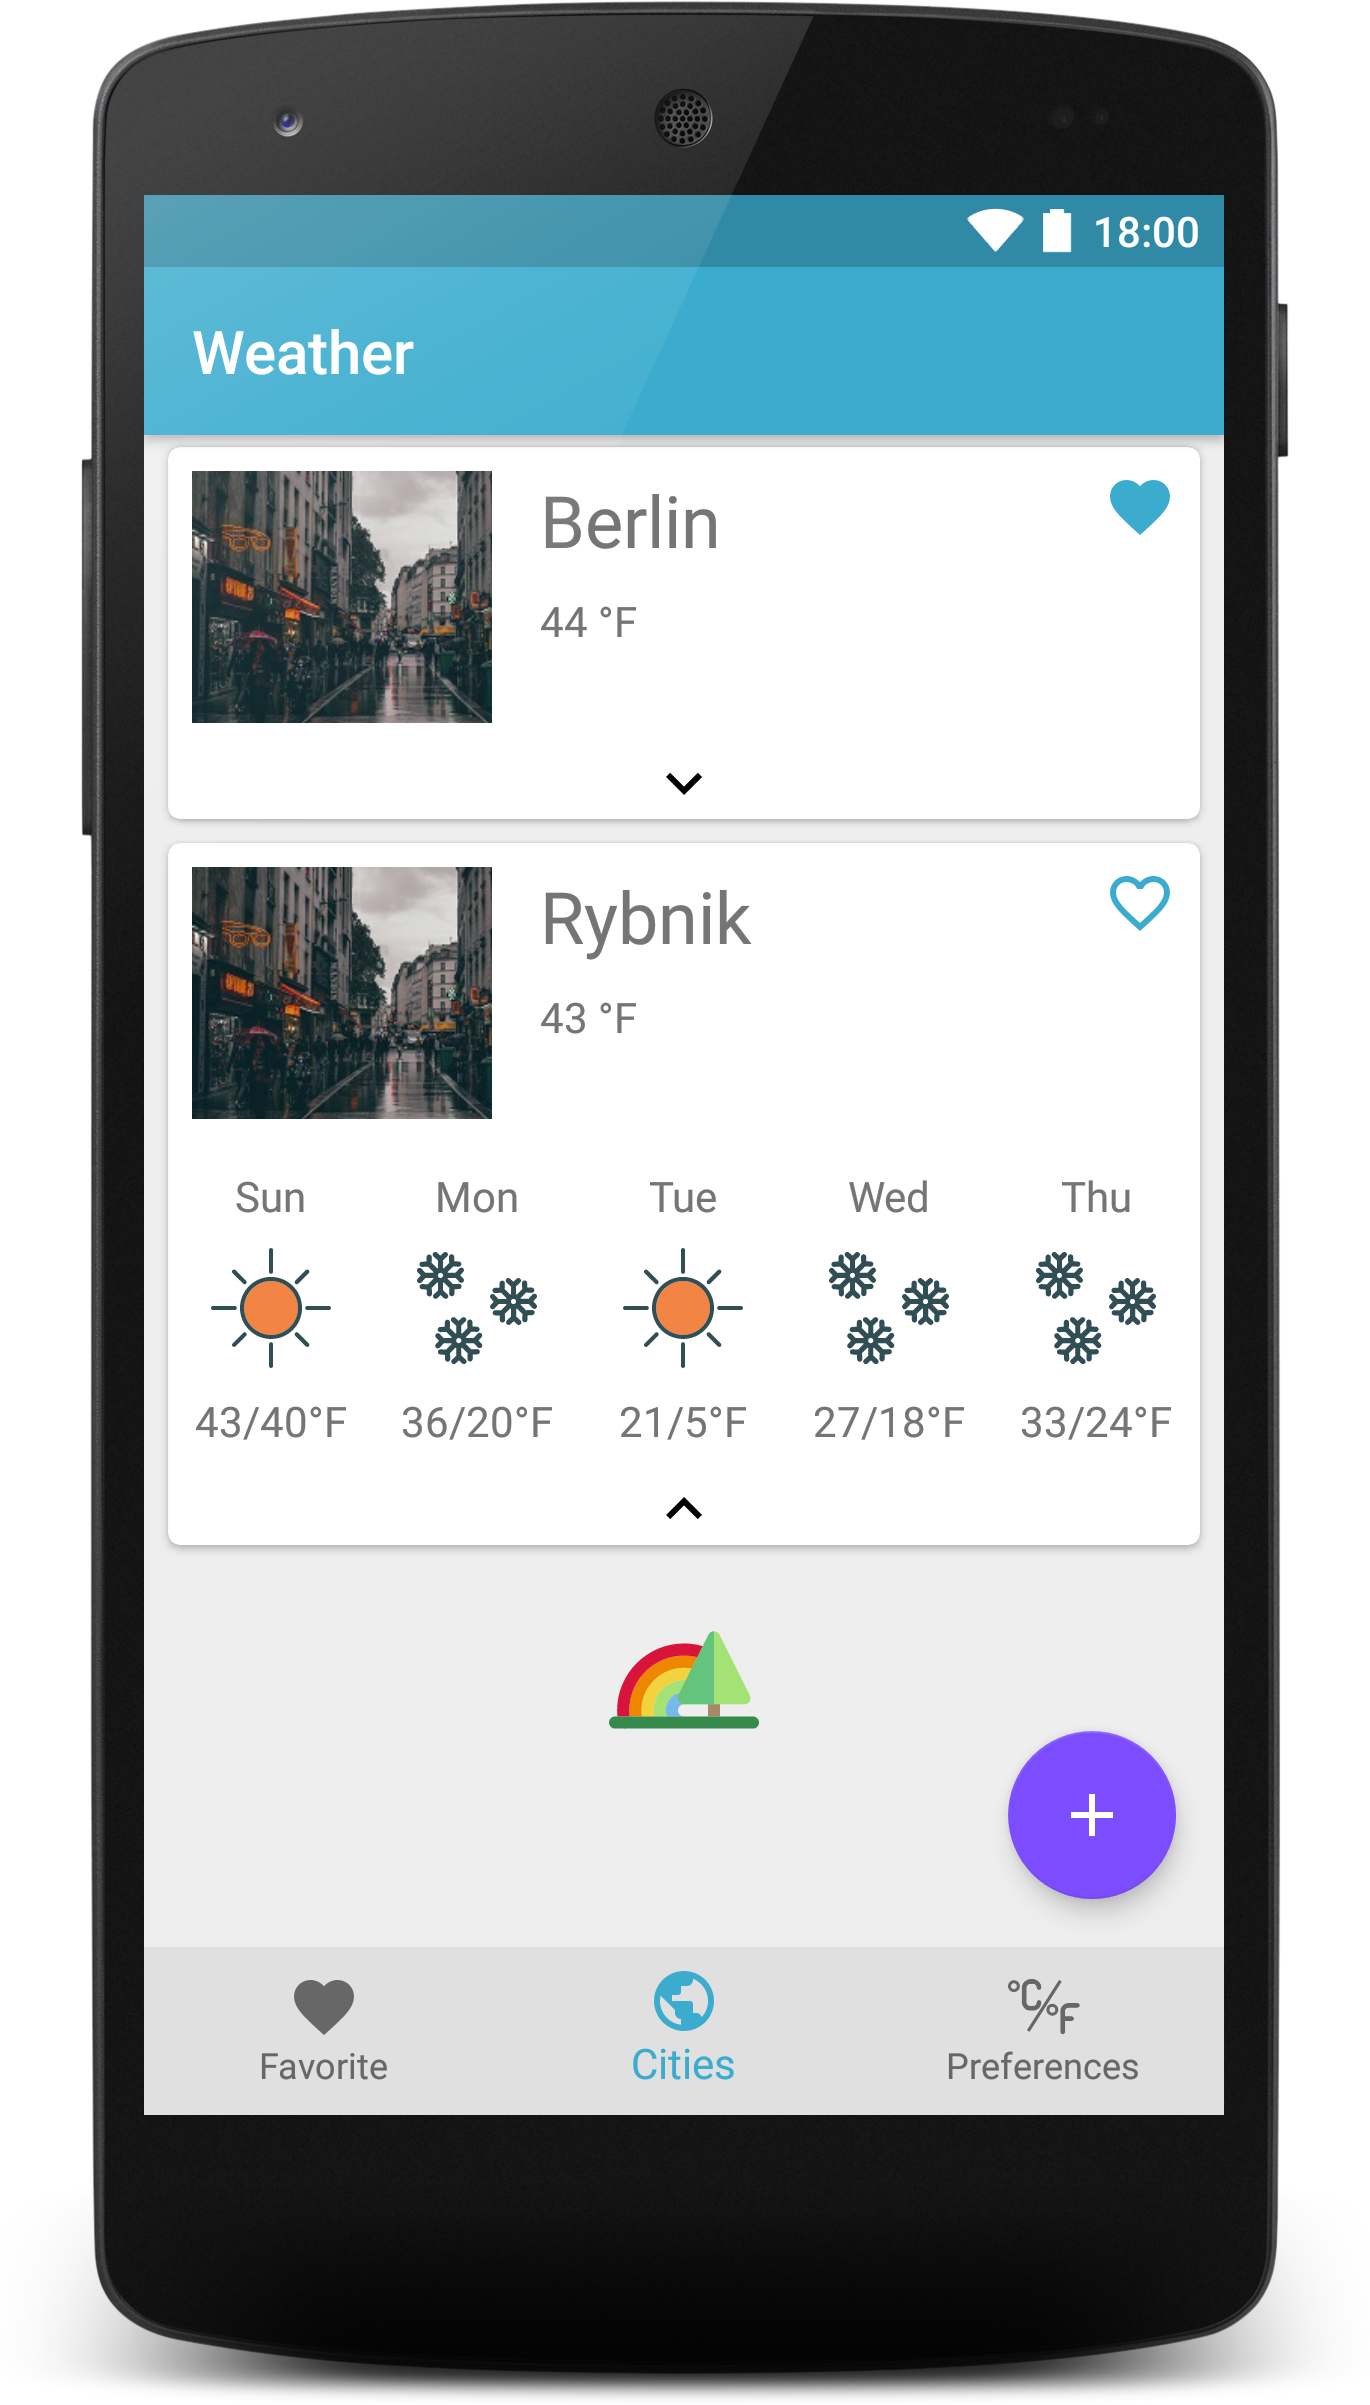 18:00
Weather
Berlin
44 °F
Rybnik
43 °F
Sun Mon Tue Wed Thu
43/40°F 36/20°F 21/5°F 27/18°F 33/24°F
°C/°F
Favorite Cities Preferences